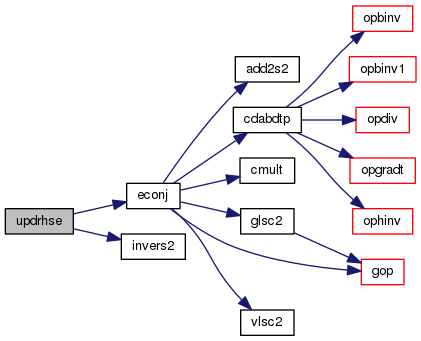 opbinv
add2s2
opbinv1
cdabdtp
opdiv
cmult
opgradt
econj
updrhse
glsc2
ophinv
invers2
gop
vlsc2